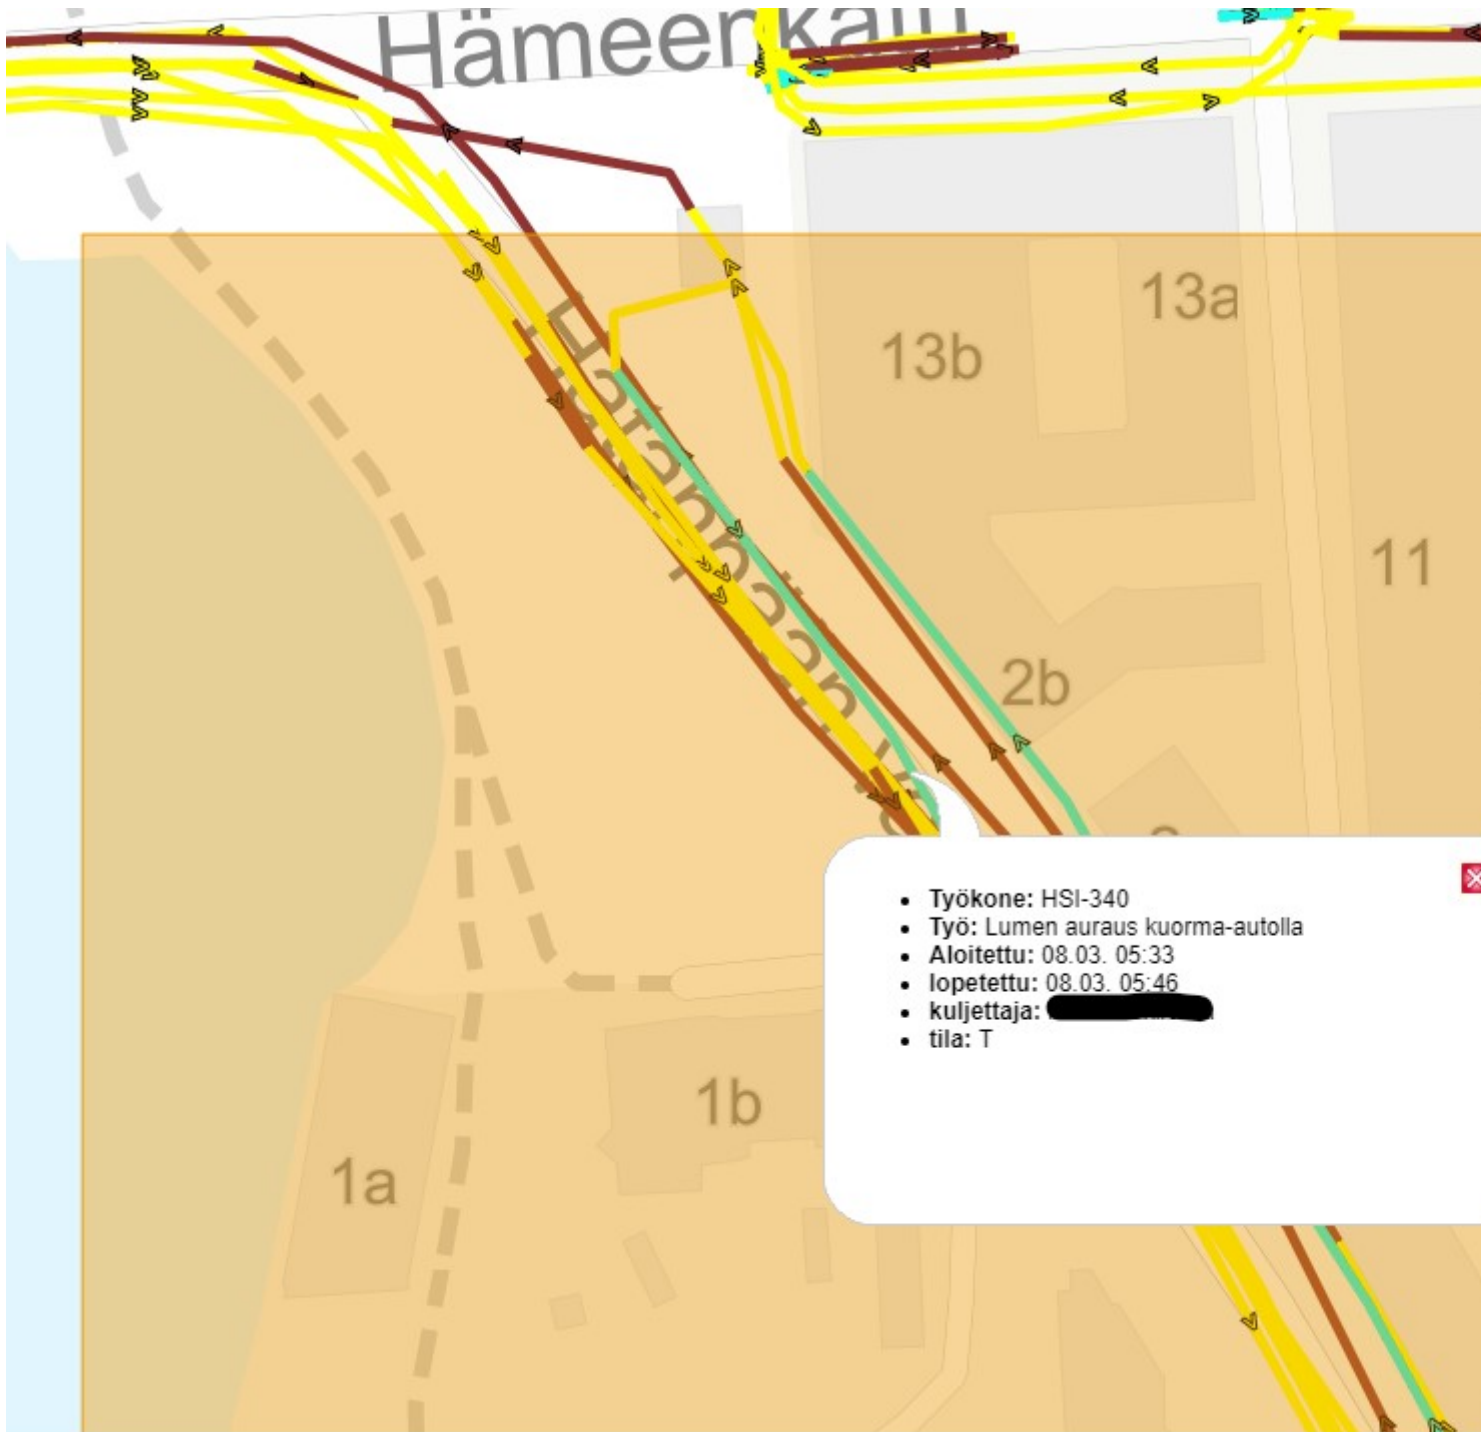 Hämeenkatu
13a
13b
11
Hatanpään
2b
Työkone: HSI-340
Työ: Lumen auraus kuorma-autolla
Aloitettu: 08.03. 05:33
lopetettu: 08.03. 05:46
kuljettaja:
tila: T
1b
1a